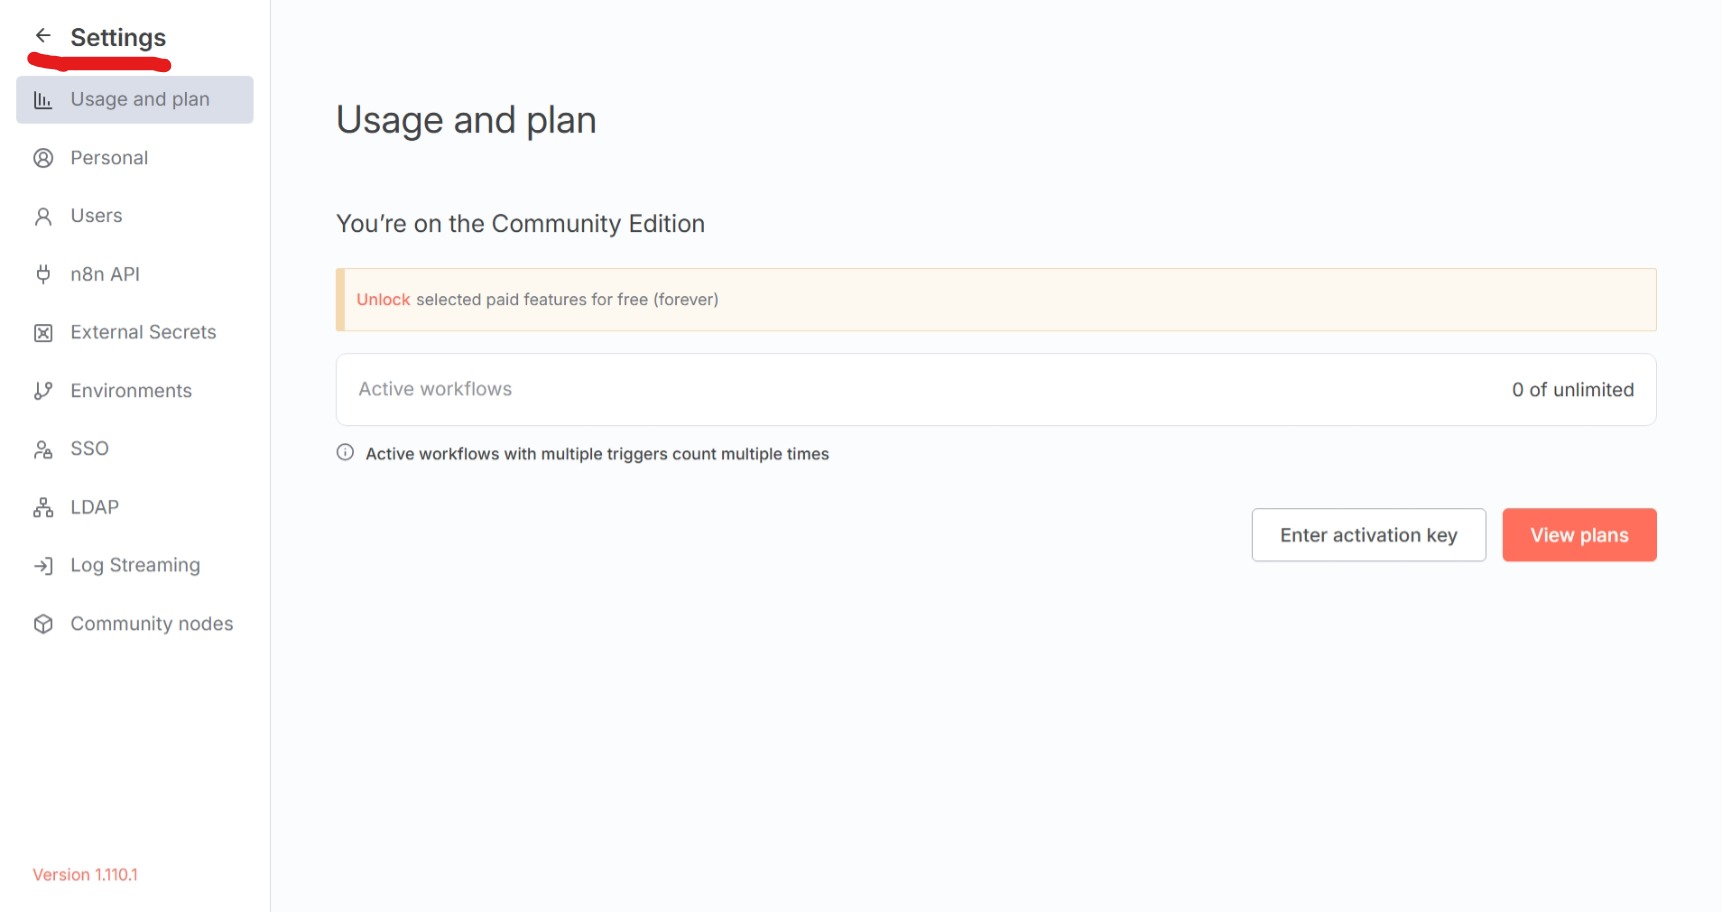 Settings
Usage and plan
Personal
Users
n8n API
External Secrets
Environments
SSO
LDAP
Log Streaming
Community nodes
Version 1.110.1
Usage and plan
You’re on the Community Edition
Unlock selected paid features for free (forever)
Active workflows 0 of unlimited
Active workflows with multiple triggers count multiple times
Enter activation key View plans